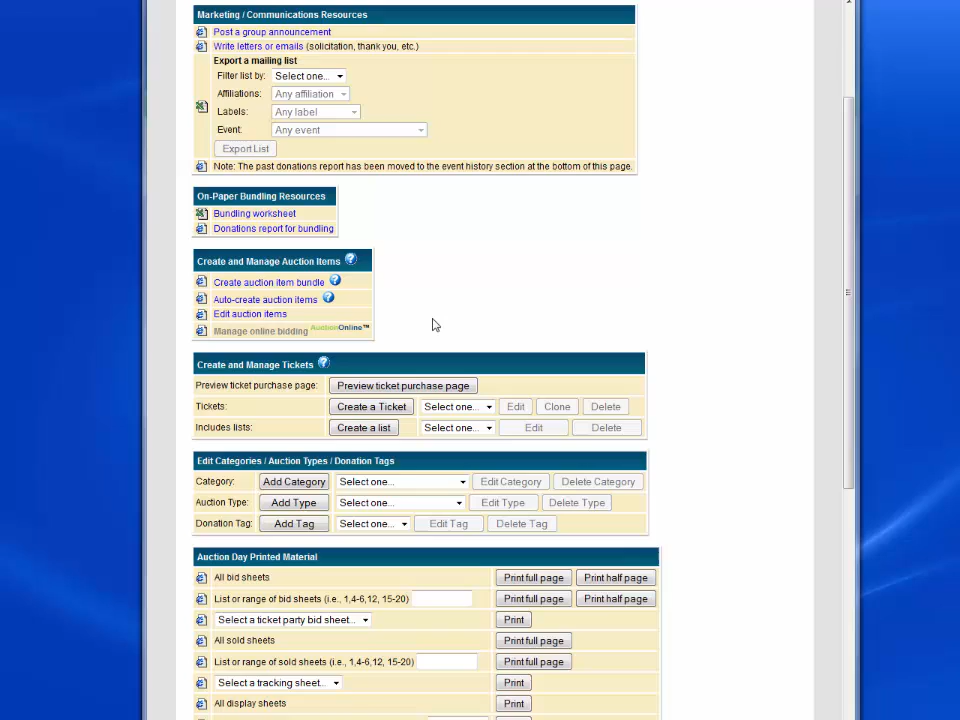 Marketing / Communications Resources
Post a group announcement
Write letters or emails (solicitation, thank you, etc.)
Export a mailing list
Filter list by: Select one...
Affiliations: Any affiliation
Labels: Any label
Event: Any event
Export List
Note: The past donations report has been moved to the event history section at the bottom of this page.
On-Paper Bundling Resources
Bundling worksheet
Donations report for bundling
Create and Manage Auction Items ?
Create auction item bundle ?
Auto-create auction items ?
Edit auction items
Manage online bidding AuctionOnline™
Create and Manage Tickets ?
Preview ticket purchase page: Preview ticket purchase page
Tickets: Create a Ticket Select one... Edit Clone Delete
Includes lists: Create a list Select one... Edit Delete
Edit Categories / Auction Types / Donation Tags
Category: Add Category Select one... Edit Category Delete Category
Auction Type: Add Type Select one... Edit Type Delete Type
Donation Tag: Add Tag Select one... Edit Tag Delete Tag
Auction Day Printed Material
All bid sheets Print full page Print half page
List or range of bid sheets (i.e., 1,4-6,12, 15-20) Print full page Print half page
Select a ticket party bid sheet... Print
All sold sheets Print full page
List or range of sold sheets (i.e., 1,4-6,12, 15-20) Print full page
Select a tracking sheet... Print
All display sheets Print